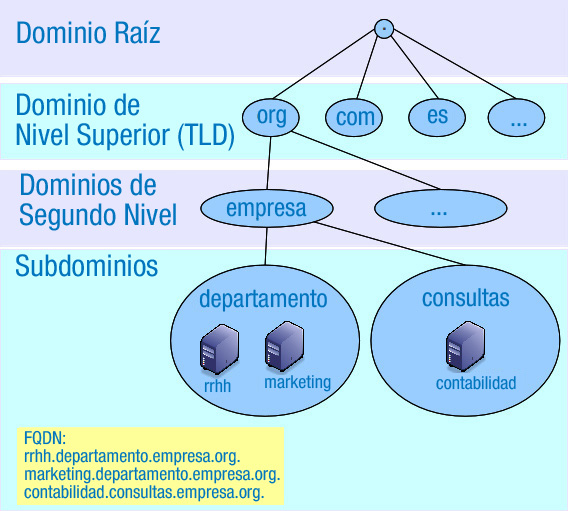 Dominio Raíz
.
Dominio de
Nivel Superior (TLD)
org
com
es
...
Dominios de
Segundo Nivel
empresa
...
Subdominios
departamento
consultas
rrhh
marketing
contabilidad
FQDN:
rrhh.departamento.empresa.org.
marketing.departamento.empresa.org.
contabilidad.consultas.empresa.org.